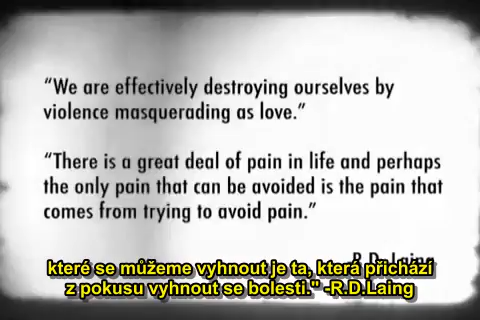 “We are effectively destroying ourselves by
violence masquerading as love.”
“There is a great deal of pain in life and perhaps
the only pain that can be avoided is the pain that
comes from trying to avoid pain.”
R.D. Laing
které se můžeme vyhnout je ta, která přichází
z pokusu vyhnout se bolesti." -R.D.Laing